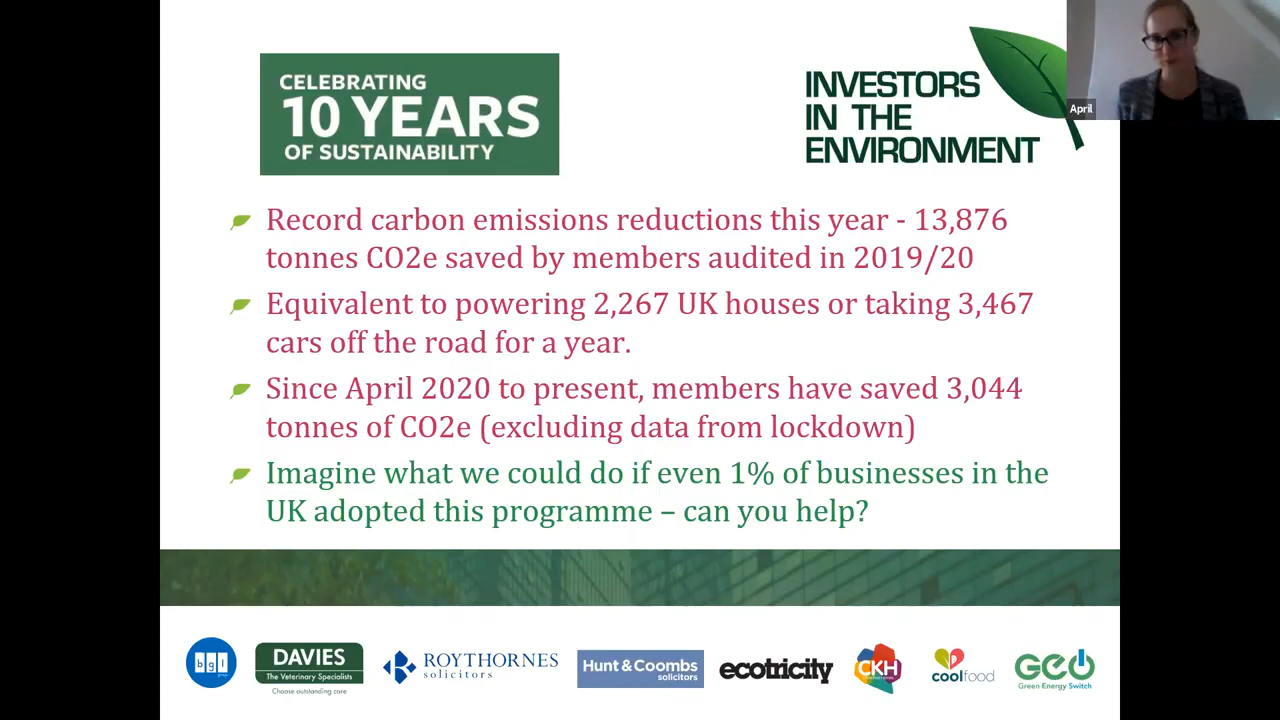 CELEBRATING
10 YEARS
OF SUSTAINABILITY
INVESTORS
IN THE
ENVIRONMENT
April
Record carbon emissions reductions this year - 13,876
tonnes CO2e saved by members audited in 2019/20
Equivalent to powering 2,267 UK houses or taking 3,467
cars off the road for a year.
Since April 2020 to present, members have saved 3,044
tonnes of CO2e (excluding data from lockdown)
Imagine what we could do if even 1% of businesses in the
UK adopted this programme – can you help?
bgl
DAVIES
The Veterinary Specialists
Choose outstanding care
ROYTHORNES
solicitors
Hunt & Coombs
solicitors
ecotricity
CKH
coolfood
GEO
Green Energy Switch